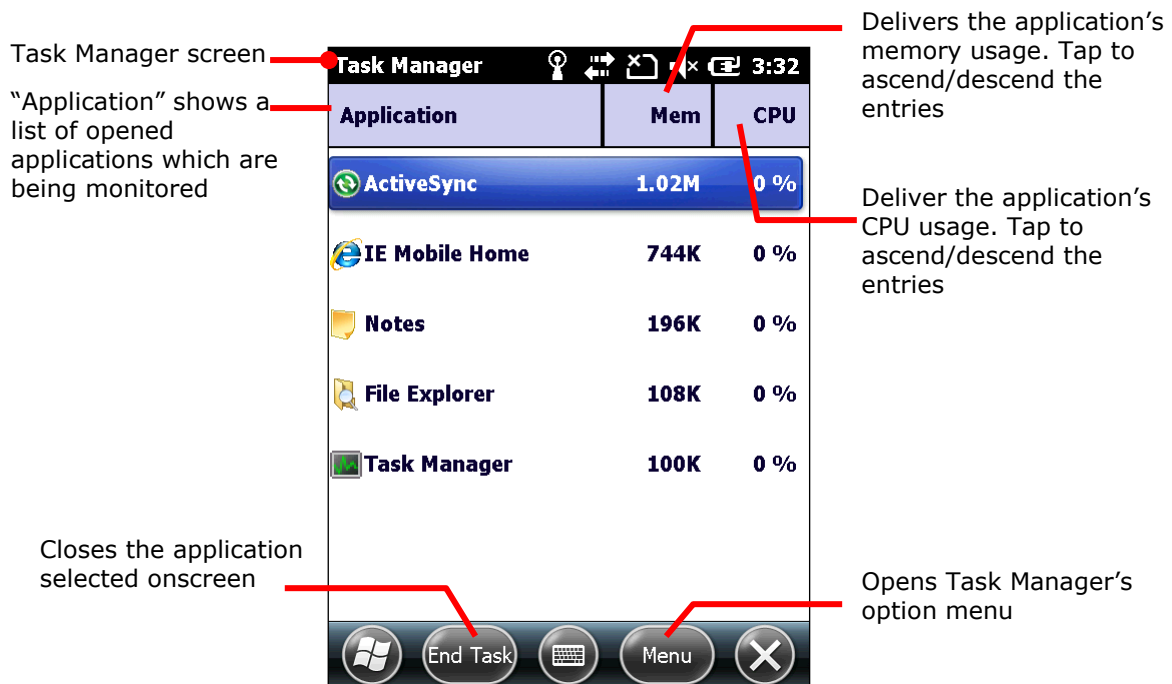 Task Manager screen
“Application” shows a
list of opened
applications which are
being monitored
Closes the application
selected onscreen
Task Manager 3:32
Application Mem CPU
ActiveSync 1.02M 0 %
IE Mobile Home 744K 0 %
Notes 196K 0 %
File Explorer 108K 0 %
Task Manager 100K 0 %
End Task Menu
Delivers the application’s
memory usage. Tap to
ascend/descend the
entries
Deliver the application’s
CPU usage. Tap to
ascend/descend the
entries
Opens Task Manager’s
option menu